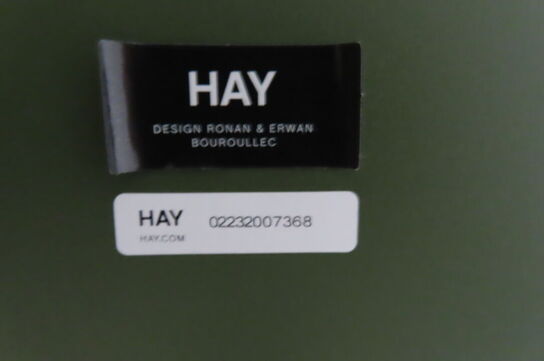 HAY
DESIGN RONAN & ERWAN
BOUROULLEC
HAY 02232007368
HAY.COM